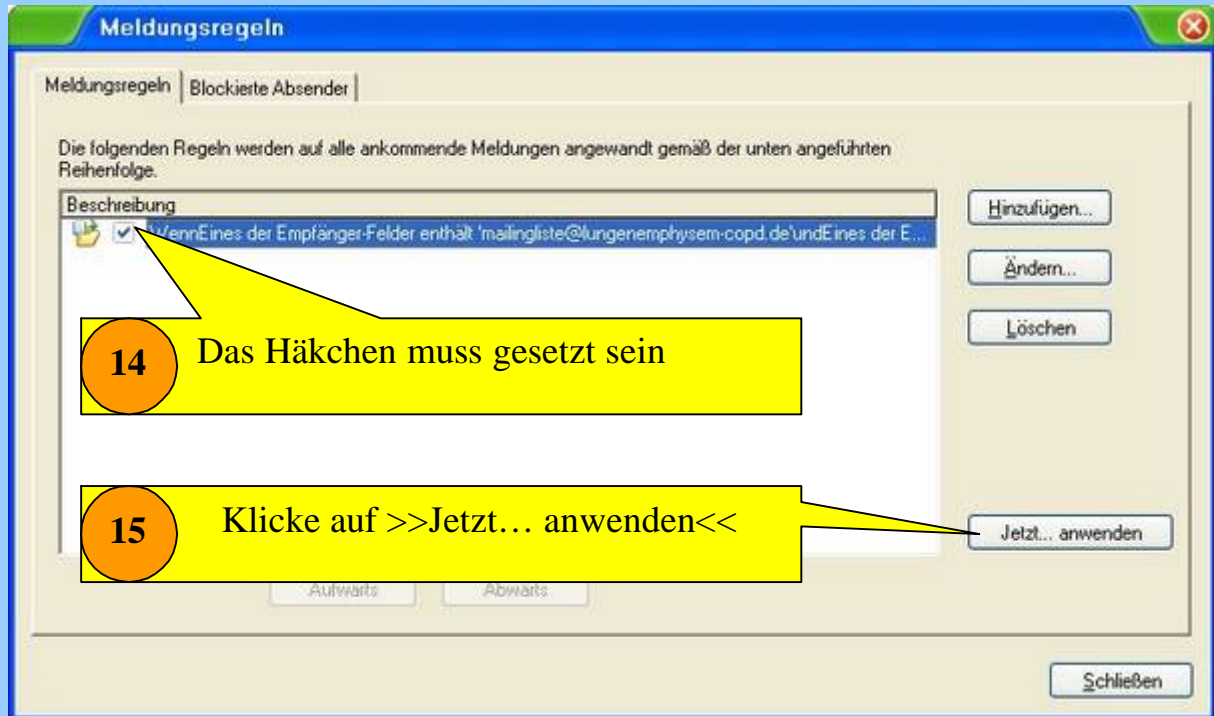 Meldungsregeln
Meldungsregeln Blockierte Absender
Die folgenden Regeln werden auf alle ankommende Meldungen angewandt gemäß der unten angeführten
Reihenfolge.
Beschreibung
WennEines der Empfänger-Felder enthält 'mailingliste@lungenemphysem-copd.de'undEines der E...
Hinzufügen...
Ändern...
Löschen
14 Das Häkchen muss gesetzt sein
15 Klicke auf >>Jetzt… anwenden<<
Jetzt... anwenden
Aufwärts Abwärts
Schließen